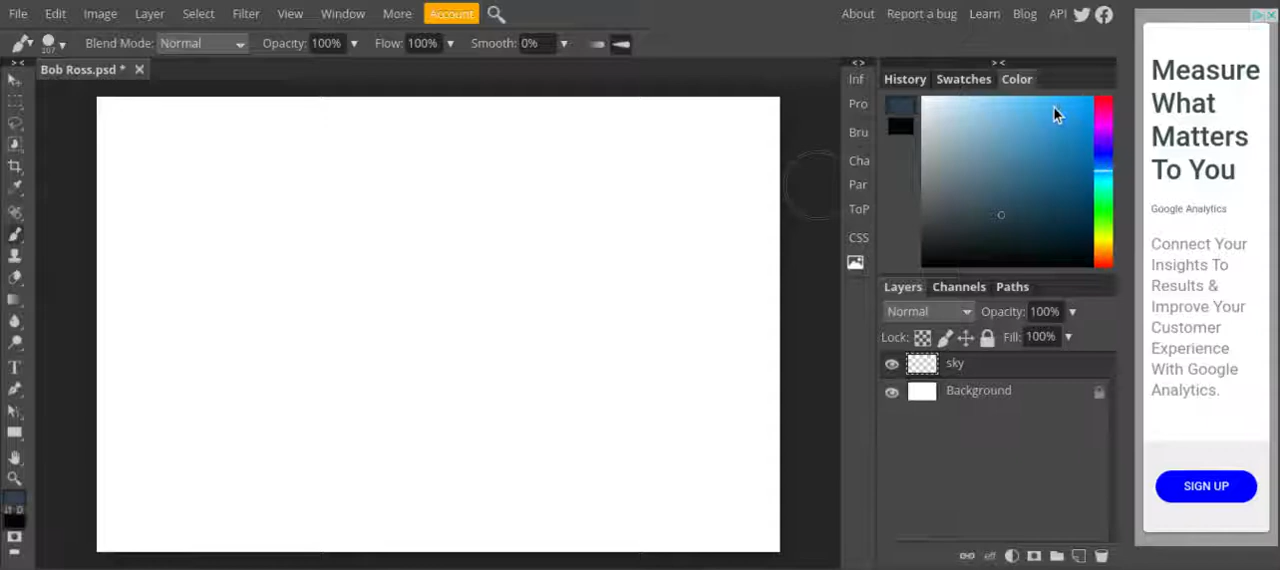 File Edit Image Layer Select Filter View Window More Account About Report a bug Learn Blog API
107 Blend Mode: Normal Opacity: 100% Flow: 100% Smooth: 0%
Bob Ross.psd *
Inf
Pro
Bru
Cha
Par
ToP
CSS
History Swatches Color
Layers Channels Paths
Normal Opacity: 100%
Lock: Fill: 100%
sky
Background
Measure
What
Matters
To You
Google Analytics
Connect Your
Insights To
Results &
Improve Your
Customer
Experience
With Google
Analytics.
SIGN UP